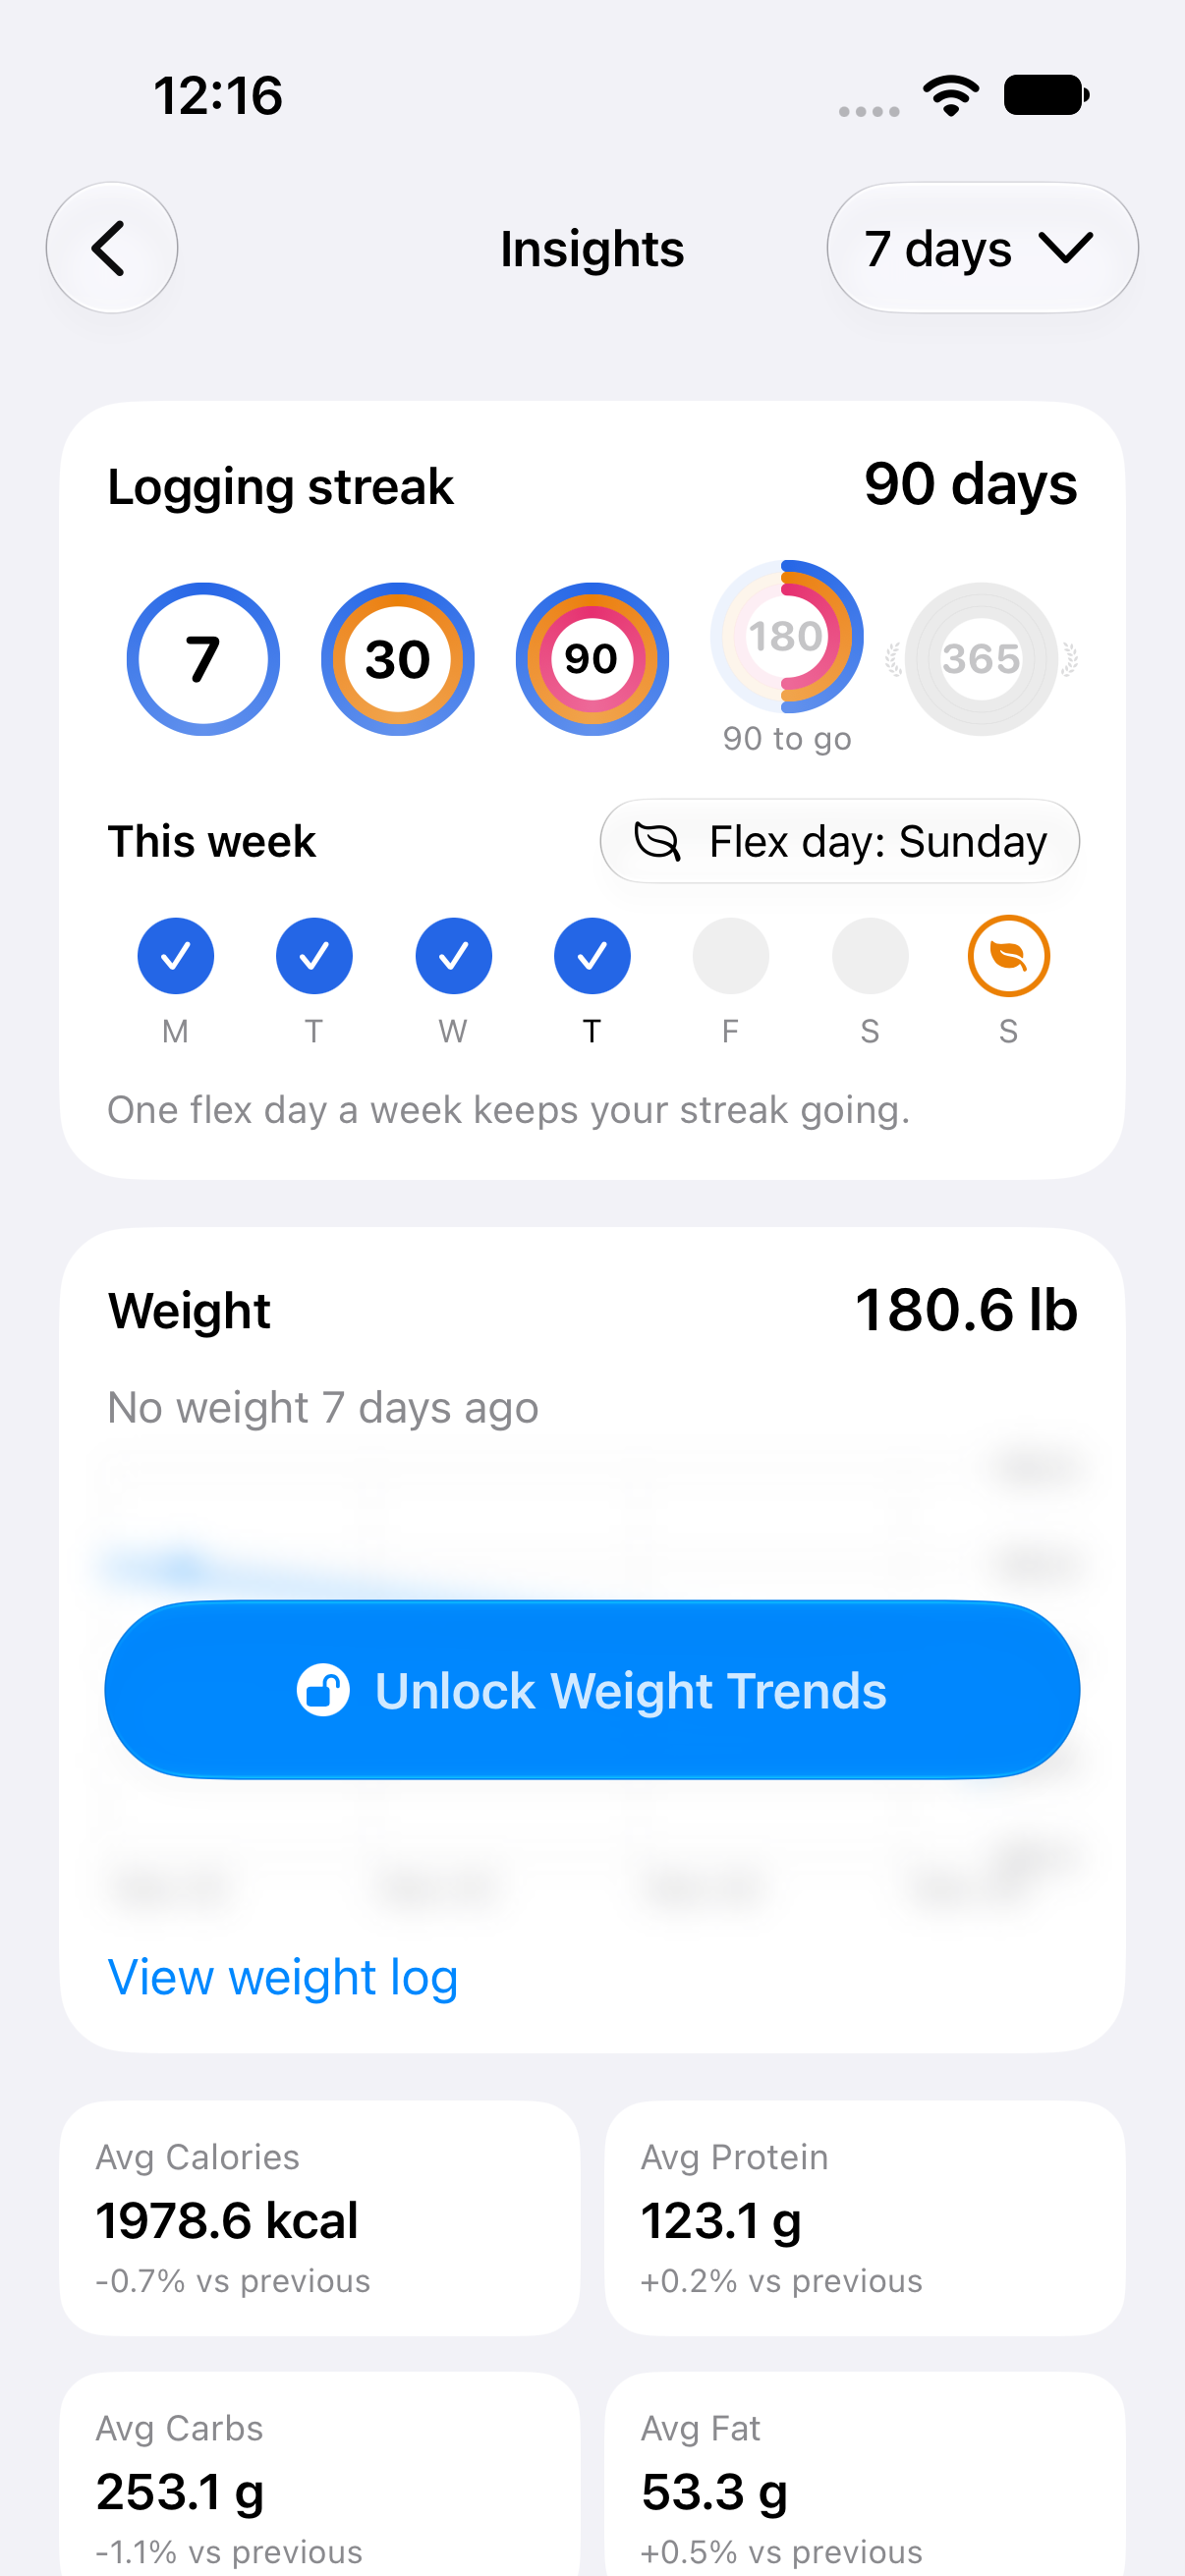 12:16
Insights
7 days
Logging streak
90 days
7
30
90
180
365
90 to go
This week
Flex day: Sunday
M
T
W
T
F
S
S
One flex day a week keeps your streak going.
Weight
180.6 lb
No weight 7 days ago
Unlock Weight Trends
View weight log
Avg Calories
1978.6 kcal
-0.7% vs previous
Avg Protein
123.1 g
+0.2% vs previous
Avg Carbs
253.1 g
-1.1% vs previous
Avg Fat
53.3 g
+0.5% vs previous